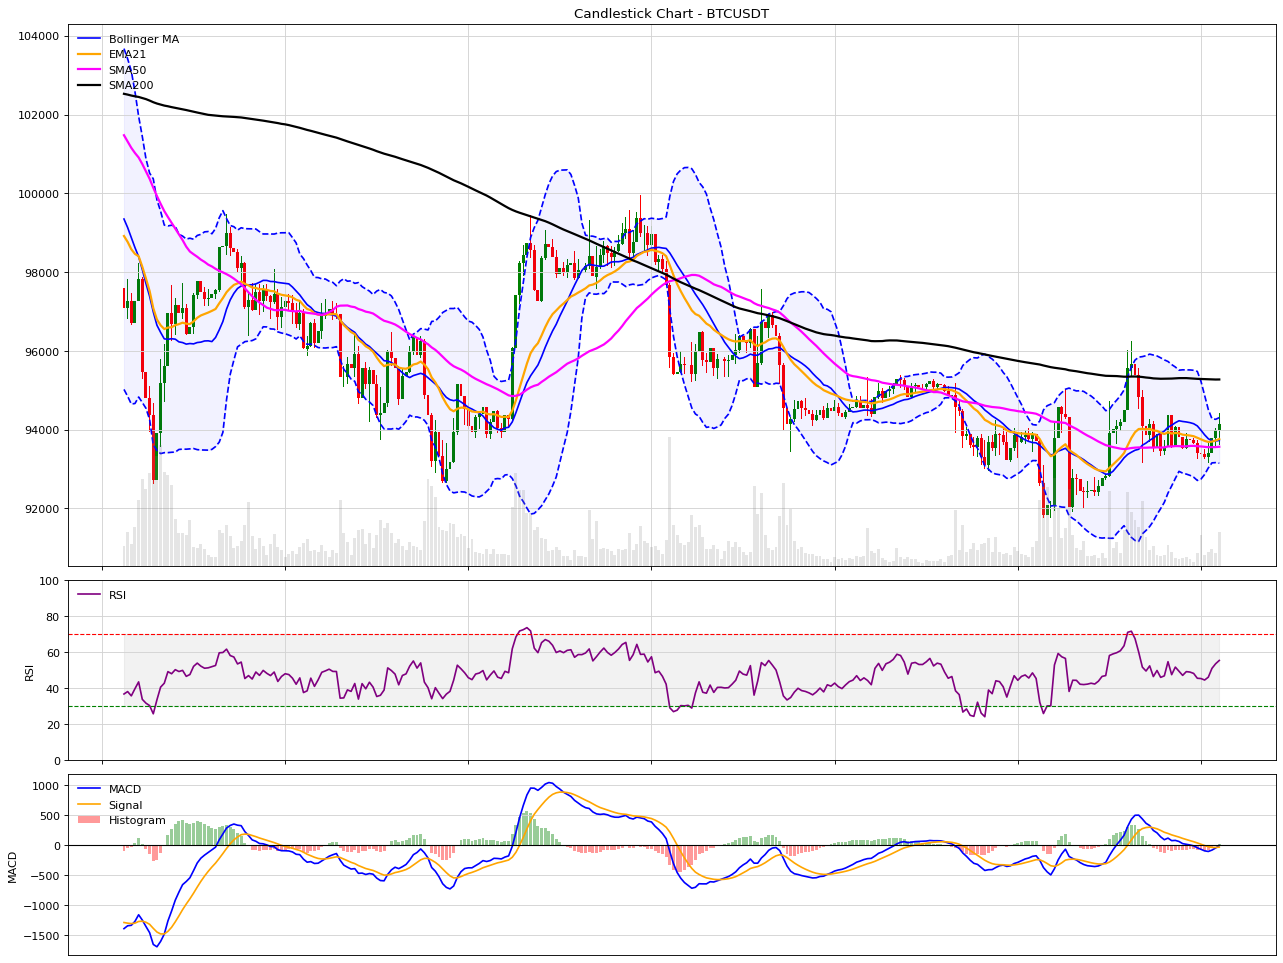 Candlestick Chart - BTCUSDT
104000
102000
100000
98000
96000
94000
92000
Bollinger MA
EMA21
SMA50
SMA200
100
80
60
40
20
0
RSI
RSI
1000
500
0
−500
−1000
−1500
MACD
MACD
Signal
Histogram